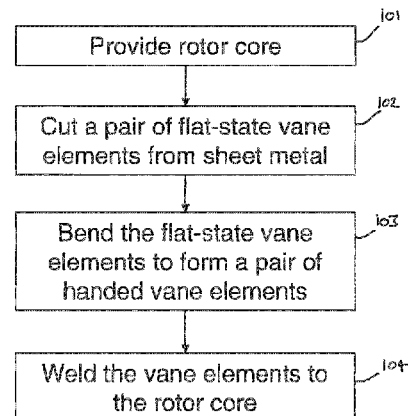 101
Provide rotor core
102
Cut a pair of flat-state vane
elements from sheet metal
103
Bend the flat-state vane
elements to form a pair of
handed vane elements
104
Weld the vane elements to
the rotor core